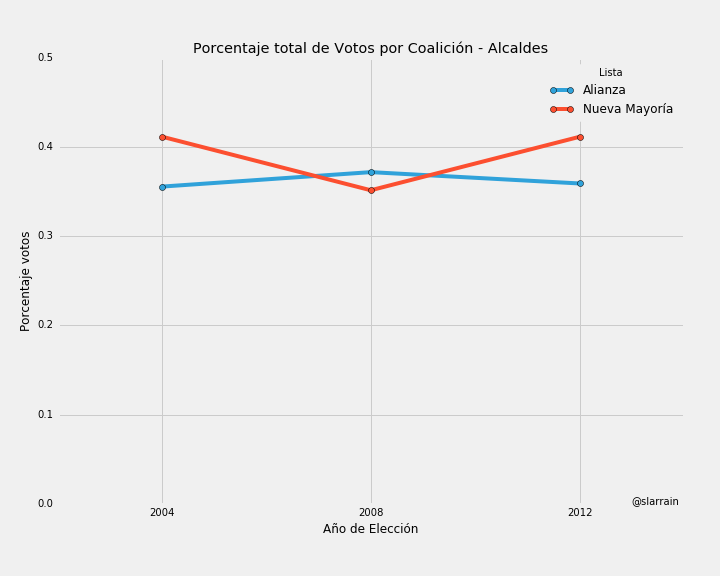 Porcentaje total de Votos por Coalición - Alcaldes
Lista
Alianza
Nueva Mayoría
Porcentaje votos
0.5
0.4
0.3
0.2
0.1
0.0
2004
2008
2012
@slarrain
Año de Elección